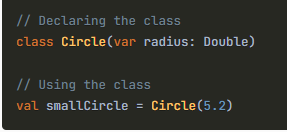 // Declaring the class
class Circle(var radius: Double)
// Using the class
val smallCircle = Circle(5.2)